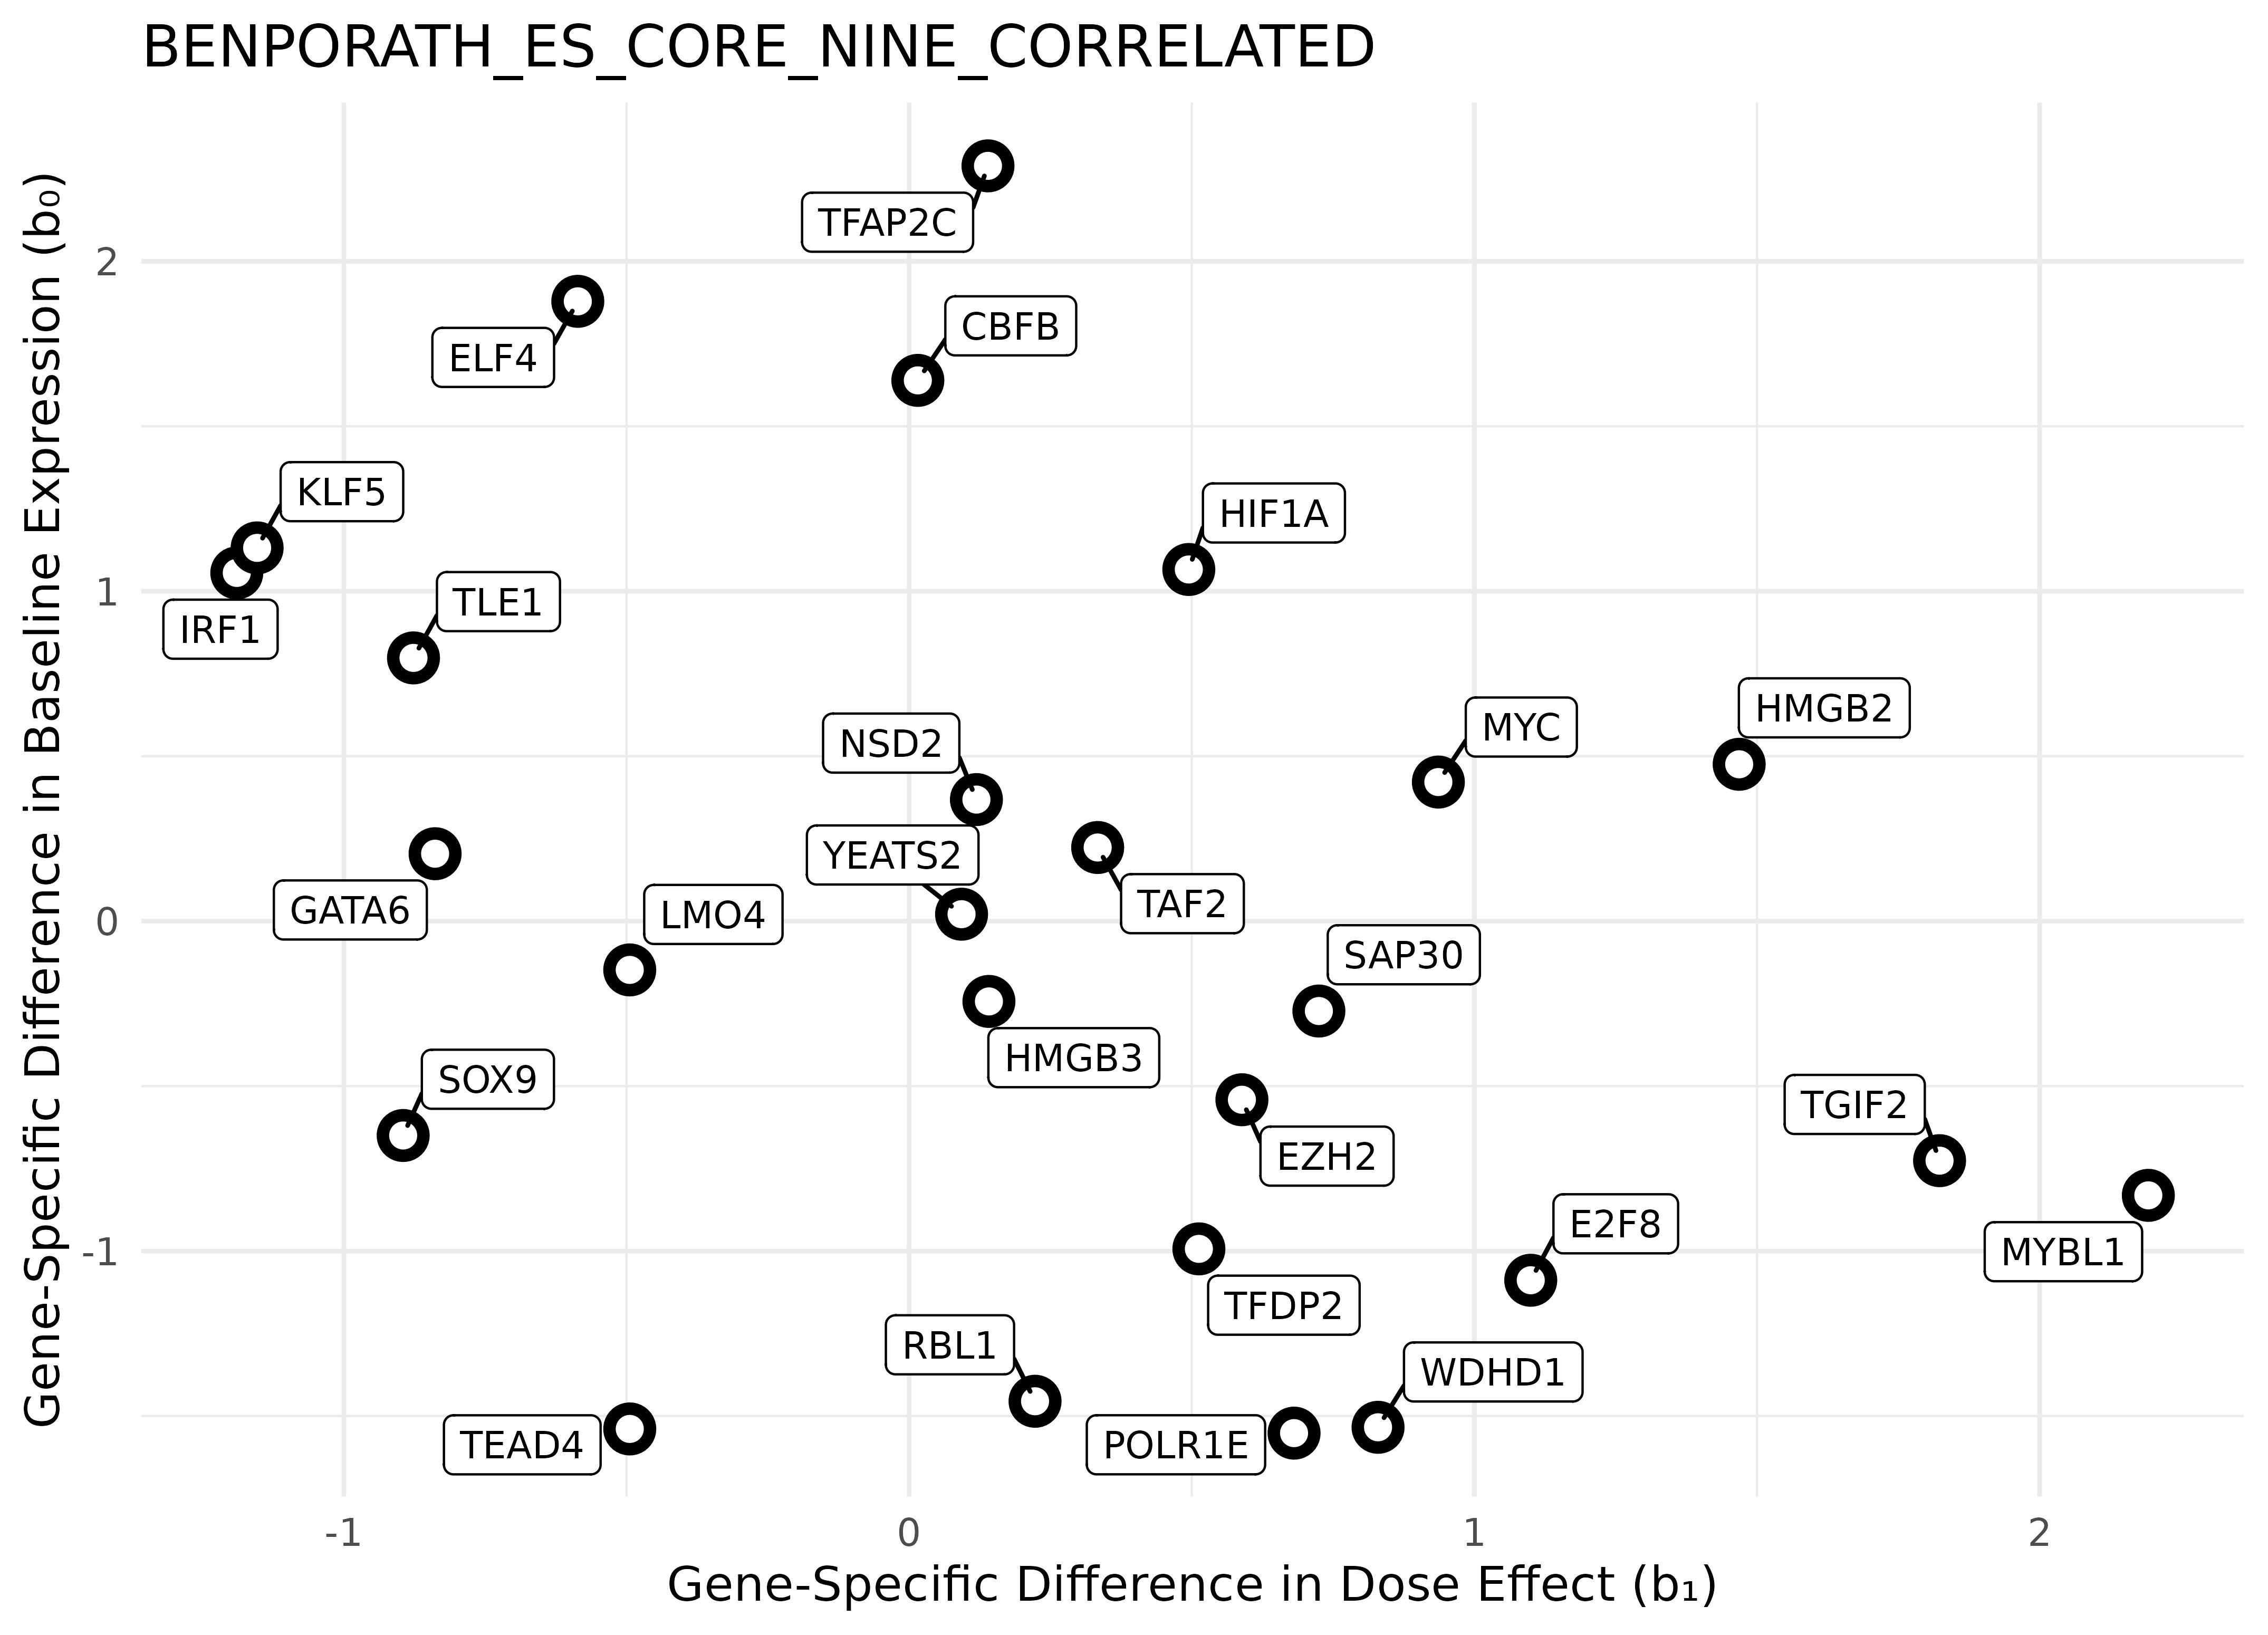 BENPORATH_ES_CORE_NINE_CORRELATED
Gene-Specific Difference in Baseline Expression (b₀)
2
1
0
-1
TFAP2C
ELF4
CBFB
KLF5
HIF1A
IRF1
TLE1
NSD2
MYC
HMGB2
YEATS2
GATA6
LMO4
TAF2
SAP30
HMGB3
SOX9
EZH2
TGIF2
E2F8
MYBL1
TFDP2
RBL1
WDHD1
TEAD4
POLR1E
-1
0
1
2
Gene-Specific Difference in Dose Effect (b₁)